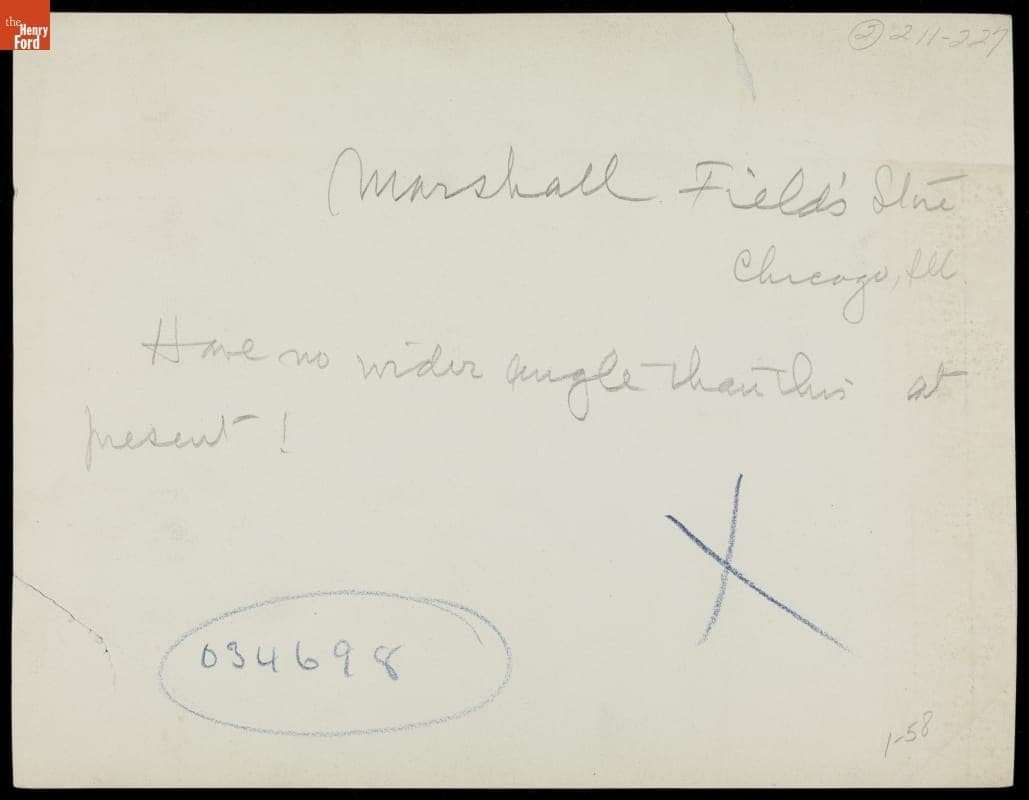 the
Henry
Ford
② 211-227
Marshall Field's Store
Chicago, Ill
Have no wider angle than this at
present !
034698
1-58